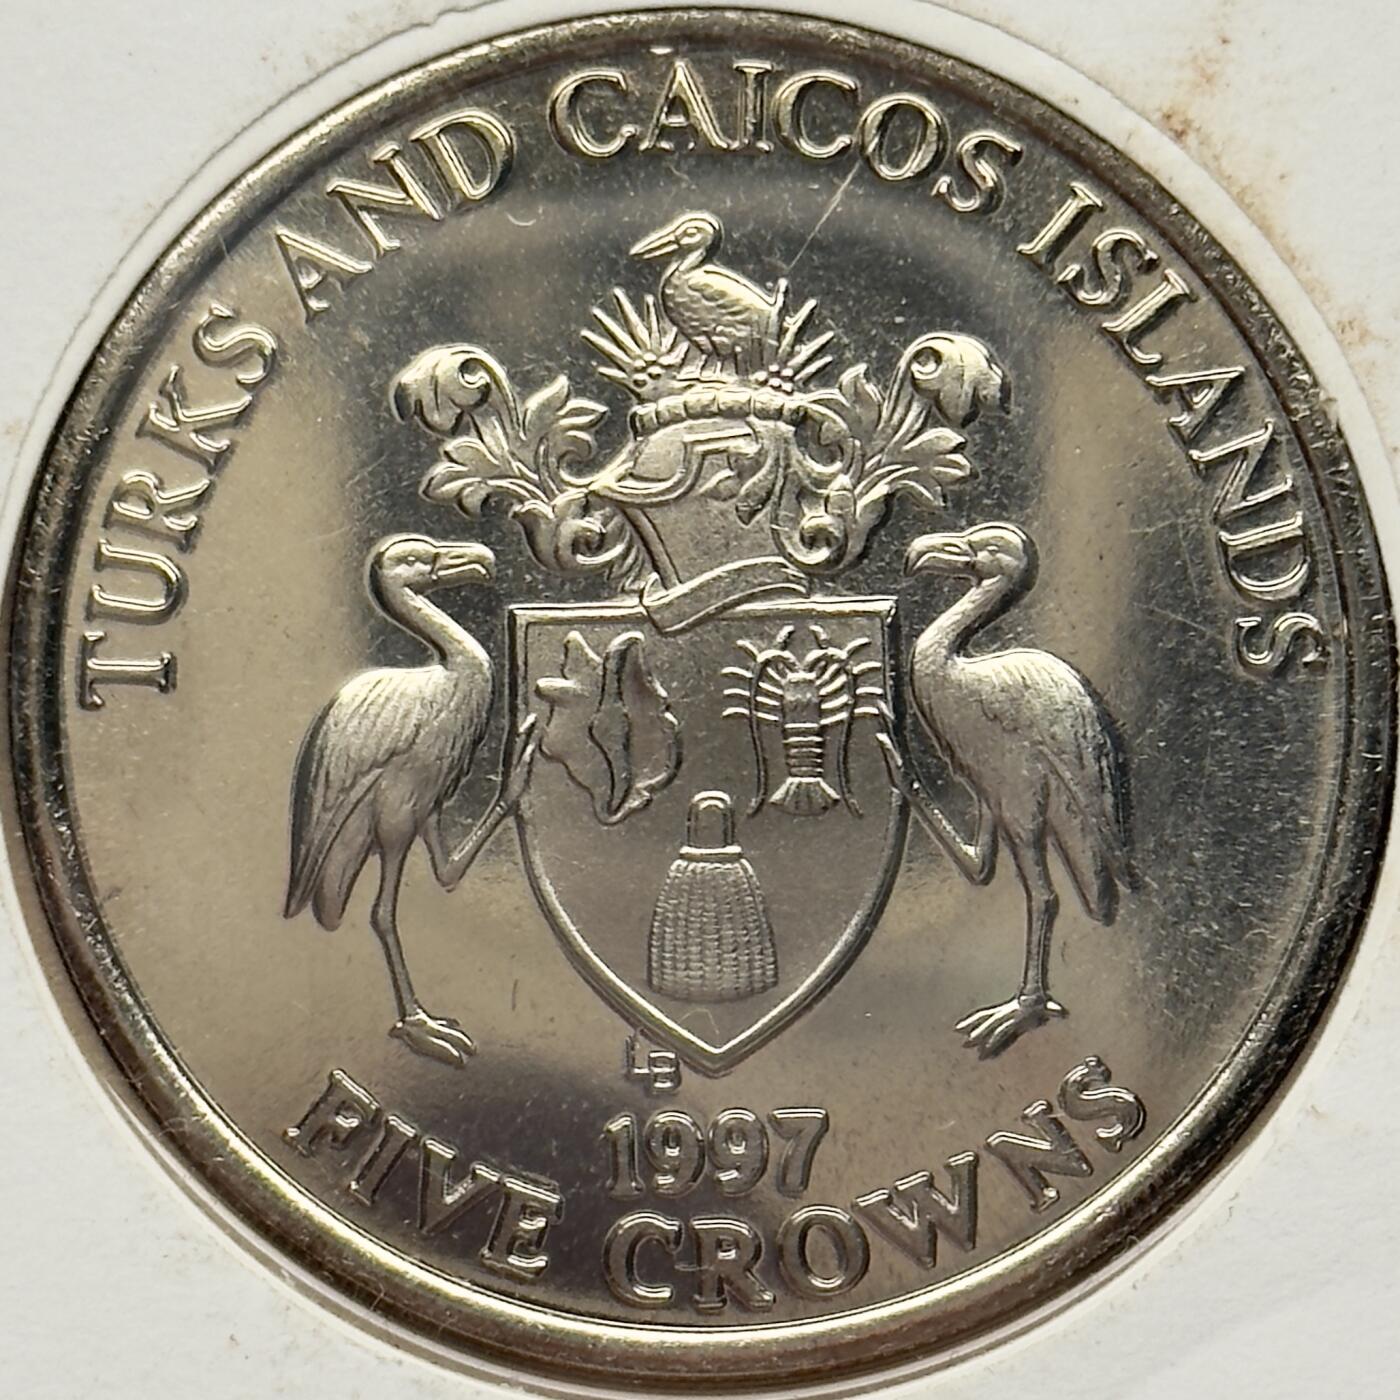 TURKS AND CAICOS ISLANDS
LB
1997
FIVE CROWNS